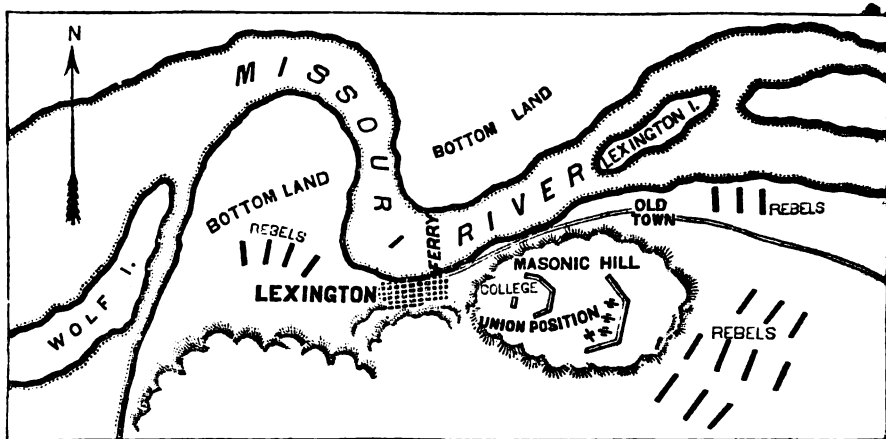 N
MISSOURI RIVER
BOTTOM LAND
LEXINGTON I.
BOTTOM LAND
OLD
TOWN
REBELS
REBELS
FERRY
MASONIC HILL
LEXINGTON
COLLEGE
UNION POSITION
WOLF I.
REBELS